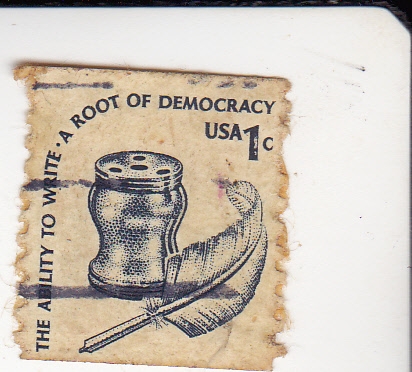 THE ABILITY TO WRITE · A ROOT OF DEMOCRACY
USA 1c